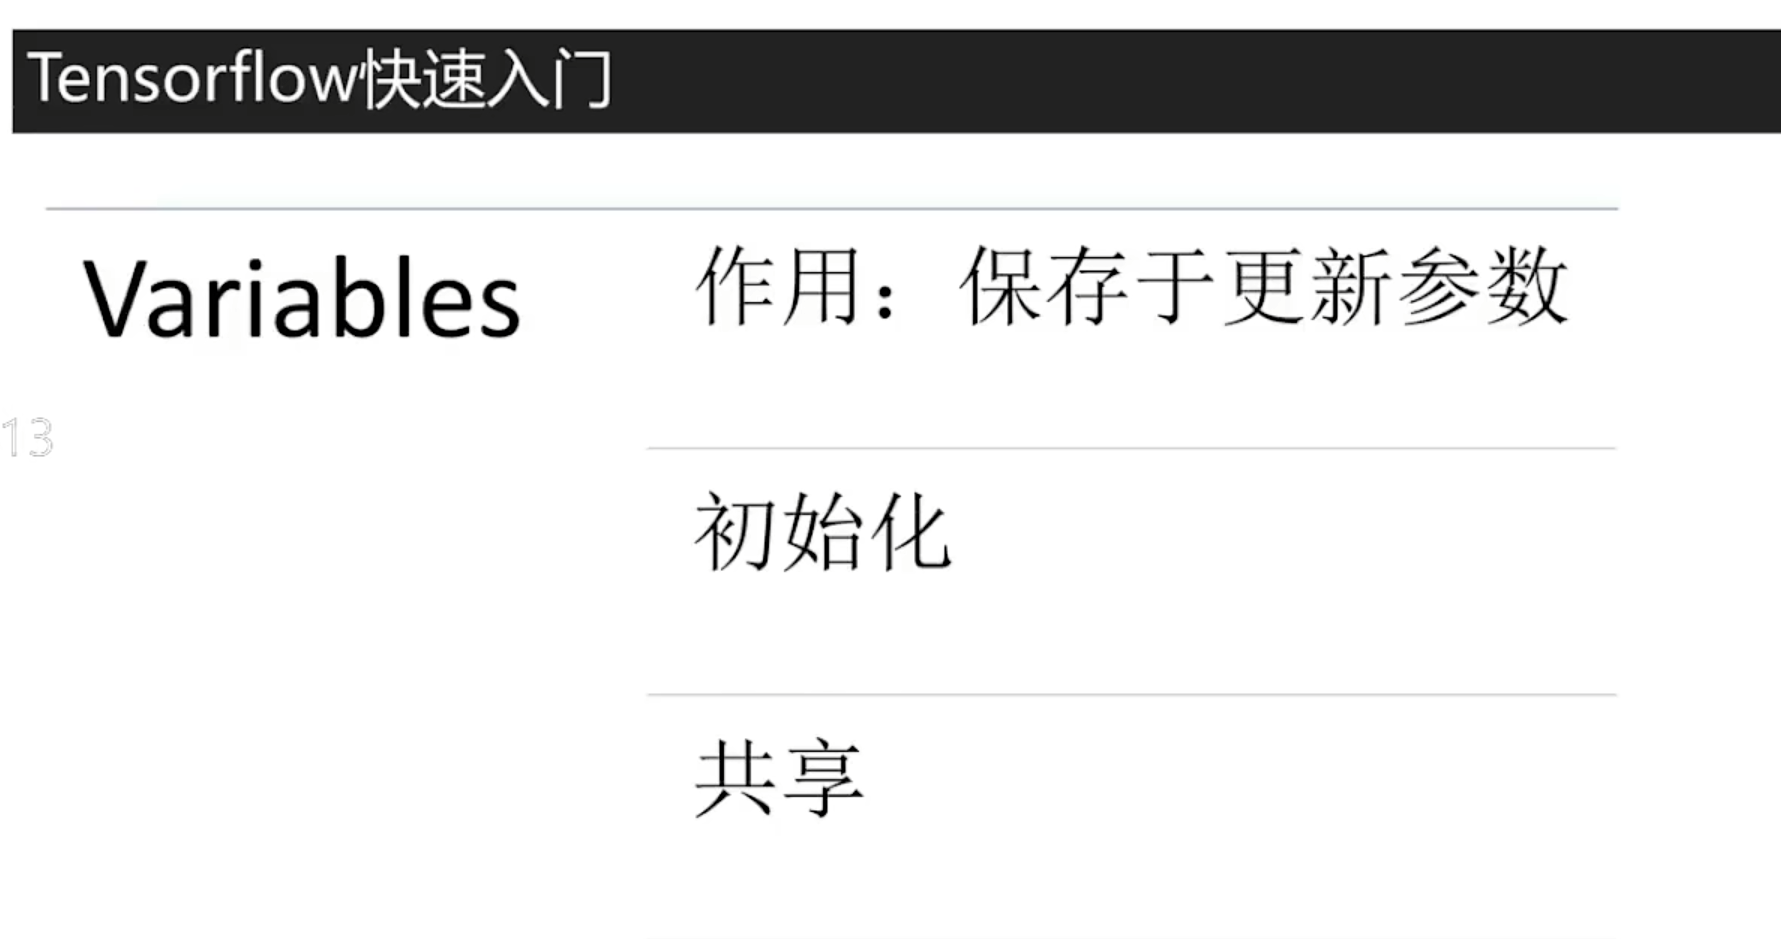 Tensorflow快速入门
Variables
作用：保存于更新参数
13
初始化
共享